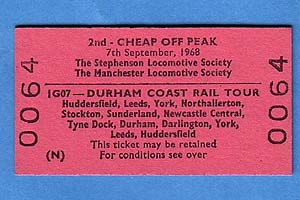 2nd - CHEAP OFF PEAK
7th September, 1968
The Stephenson Locomotive Society
The Manchester Locomotive Society
1G07—DURHAM COAST RAIL TOUR
Huddersfield, Leeds, York, Northallerton,
Stockton, Sunderland, Newcastle Central,
Tyne Dock, Durham, Darlington, York,
Leeds, Huddersfield
This ticket may be retained
(N) For conditions see over
0064
0064